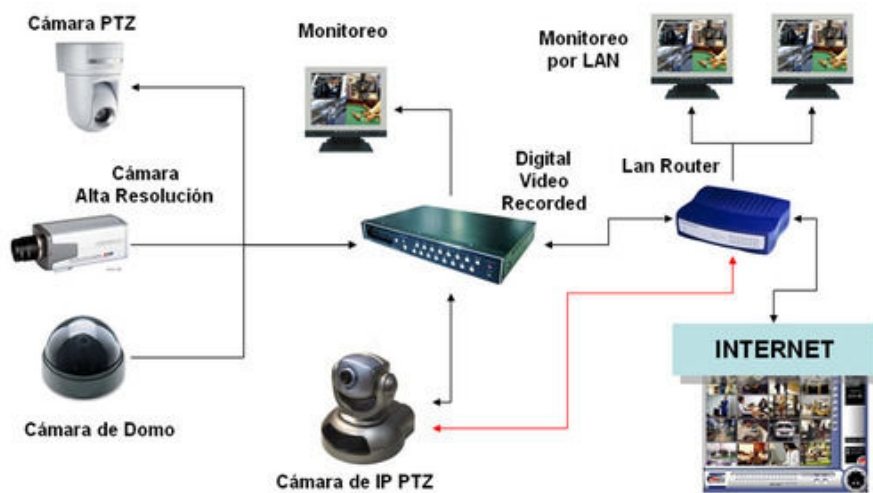 Cámara PTZ
Monitoreo
Monitoreo
por LAN
Cámara
Alta Resolución
Digital
Video
Recorded
Lan Router
INTERNET
Cámara de Domo
Cámara de IP PTZ